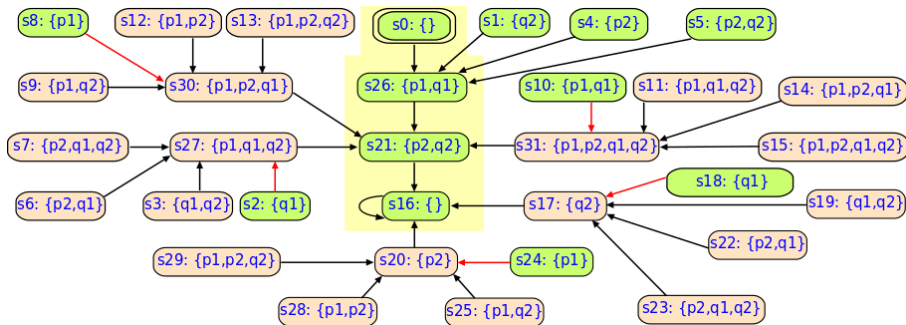 s8: {p1}
s12: {p1,p2}
s13: {p1,p2,q2}
s0: {}
s1: {q2}
s4: {p2}
s5: {p2,q2}
s9: {p1,q2}
s30: {p1,p2,q1}
s26: {p1,q1}
s10: {p1,q1}
s11: {p1,q1,q2}
s14: {p1,p2,q1}
s7: {p2,q1,q2}
s27: {p1,q1,q2}
s21: {p2,q2}
s31: {p1,p2,q1,q2}
s15: {p1,p2,q1,q2}
s6: {p2,q1}
s3: {q1,q2}
s2: {q1}
s16: {}
s17: {q2}
s18: {q1}
s19: {q1,q2}
s22: {p2,q1}
s29: {p1,p2,q2}
s20: {p2}
s24: {p1}
s28: {p1,p2}
s25: {p1,q2}
s23: {p2,q1,q2}